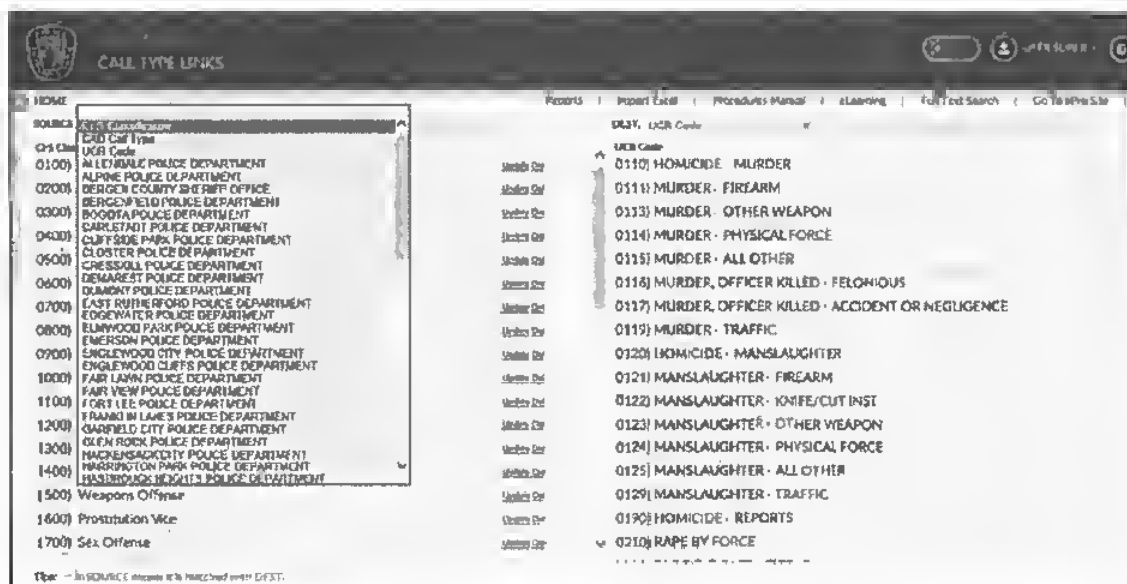 CALL TYPE LINKS
HOME
Reports | Import Excel | Procedures Manual | eLearning | Full Text Search | Go To
SOURCE
DEST. UCR Code
CAD Call Type
UCR Code
ALLENDALE POLICE DEPARTMENT
ALPINE POLICE DEPARTMENT
BERGEN COUNTY SHERIFF OFFICE
BERGENFIELD POLICE DEPARTMENT
BOGOTA POLICE DEPARTMENT
CARLSTADT POLICE DEPARTMENT
CLIFFSIDE PARK POLICE DEPARTMENT
CLOSTER POLICE DEPARTMENT
CRESSKILL POLICE DEPARTMENT
DEMAREST POLICE DEPARTMENT
DUMONT POLICE DEPARTMENT
EAST RUTHERFORD POLICE DEPARTMENT
EDGEWATER POLICE DEPARTMENT
ELMWOOD PARK POLICE DEPARTMENT
EMERSON POLICE DEPARTMENT
ENGLEWOOD CITY POLICE DEPARTMENT
ENGLEWOOD CLIFFS POLICE DEPARTMENT
FAIR LAWN POLICE DEPARTMENT
FAIR VIEW POLICE DEPARTMENT
FORT LEE POLICE DEPARTMENT
FRANKLIN LAKES POLICE DEPARTMENT
GARFIELD CITY POLICE DEPARTMENT
GLEN ROCK POLICE DEPARTMENT
HACKENSACK CITY POLICE DEPARTMENT
HARRINGTON PARK POLICE DEPARTMENT
HASBROUCK HEIGHTS POLICE DEPARTMENT
0100)
0200)
0300)
0400)
0500)
0600)
0700)
0800)
0900)
1000)
1100)
1200)
1300)
1400)
1500) Weapons Offense
1600) Prostitution Vice
1700) Sex Offense
UCR Code
0110) HOMICIDE - MURDER
0111) MURDER - FIREARM
0113) MURDER - OTHER WEAPON
0114) MURDER - PHYSICAL FORCE
0115) MURDER - ALL OTHER
0116) MURDER, OFFICER KILLED - FELONIOUS
0117) MURDER, OFFICER KILLED - ACCIDENT OR NEGLIGENCE
0119) MURDER - TRAFFIC
0120) HOMICIDE - MANSLAUGHTER
0121) MANSLAUGHTER - FIREARM
0122) MANSLAUGHTER - KNIFE/CUT INST
0123) MANSLAUGHTER - OTHER WEAPON
0124) MANSLAUGHTER - PHYSICAL FORCE
0125) MANSLAUGHTER - ALL OTHER
0129) MANSLAUGHTER - TRAFFIC
0190) HOMICIDE - REPORTS
0210) RAPE BY FORCE